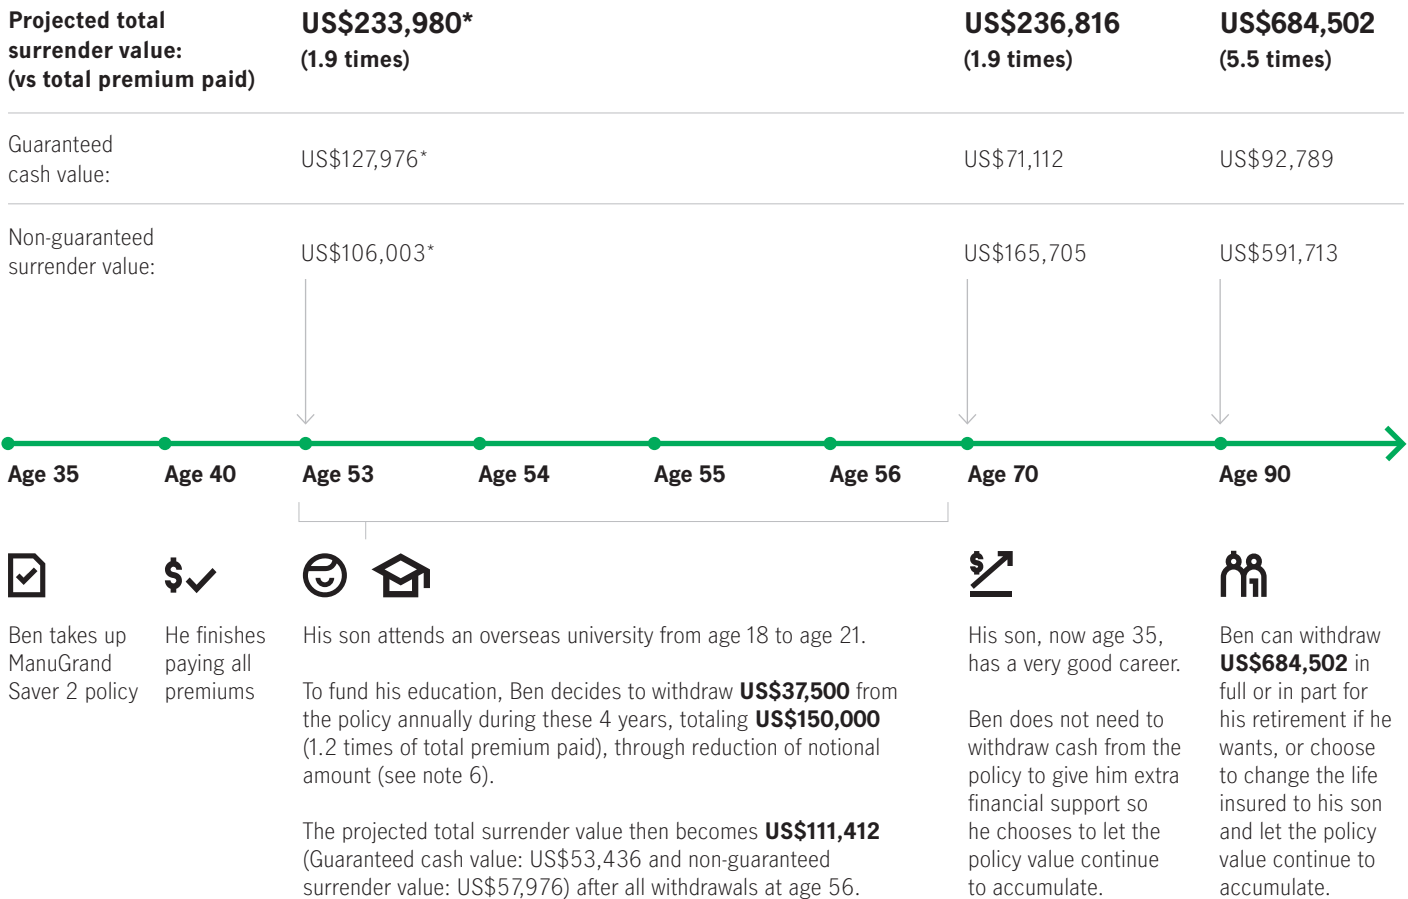 Projected total
surrender value:
(vs total premium paid)
US$233,980*
(1.9 times)
US$236,816
(1.9 times)
US$684,502
(5.5 times)
Guaranteed
cash value:
US$127,976*
US$71,112
US$92,789
Non-guaranteed
surrender value:
US$106,003*
US$165,705
US$591,713
Age 35
Age 40
Age 53
Age 54
Age 55
Age 56
Age 70
Age 90
Ben takes up
ManuGrand
Saver 2 policy
He finishes
paying all
premiums
His son attends an overseas university from age 18 to age 21.
To fund his education, Ben decides to withdraw US$37,500 from
the policy annually during these 4 years, totaling US$150,000
(1.2 times of total premium paid), through reduction of notional
amount (see note 6).
The projected total surrender value then becomes US$111,412
(Guaranteed cash value: US$53,436 and non-guaranteed
surrender value: US$57,976) after all withdrawals at age 56.
His son, now age 35,
has a very good career.
Ben does not need to
withdraw cash from the
policy to give him extra
financial support so
he chooses to let the
policy value continue
to accumulate.
Ben can withdraw
US$684,502 in
full or in part for
his retirement if he
wants, or choose
to change the life
insured to his son
and let the policy
value continue to
accumulate.